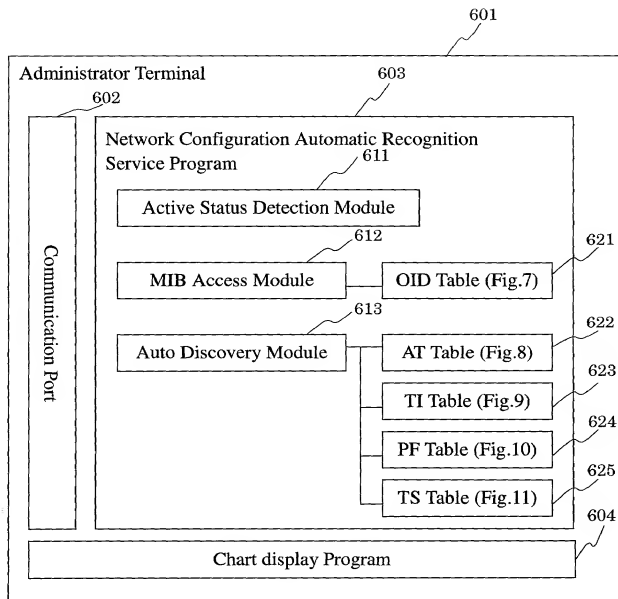 601
Administrator Terminal
602
603
Communication Port
Network Configuration Automatic Recognition
Service Program
611
Active Status Detection Module
612
MIB Access Module
621
OID Table (Fig.7)
613
Auto Discovery Module
622
AT Table (Fig.8)
623
TI Table (Fig.9)
624
PF Table (Fig.10)
625
TS Table (Fig.11)
604
Chart display Program